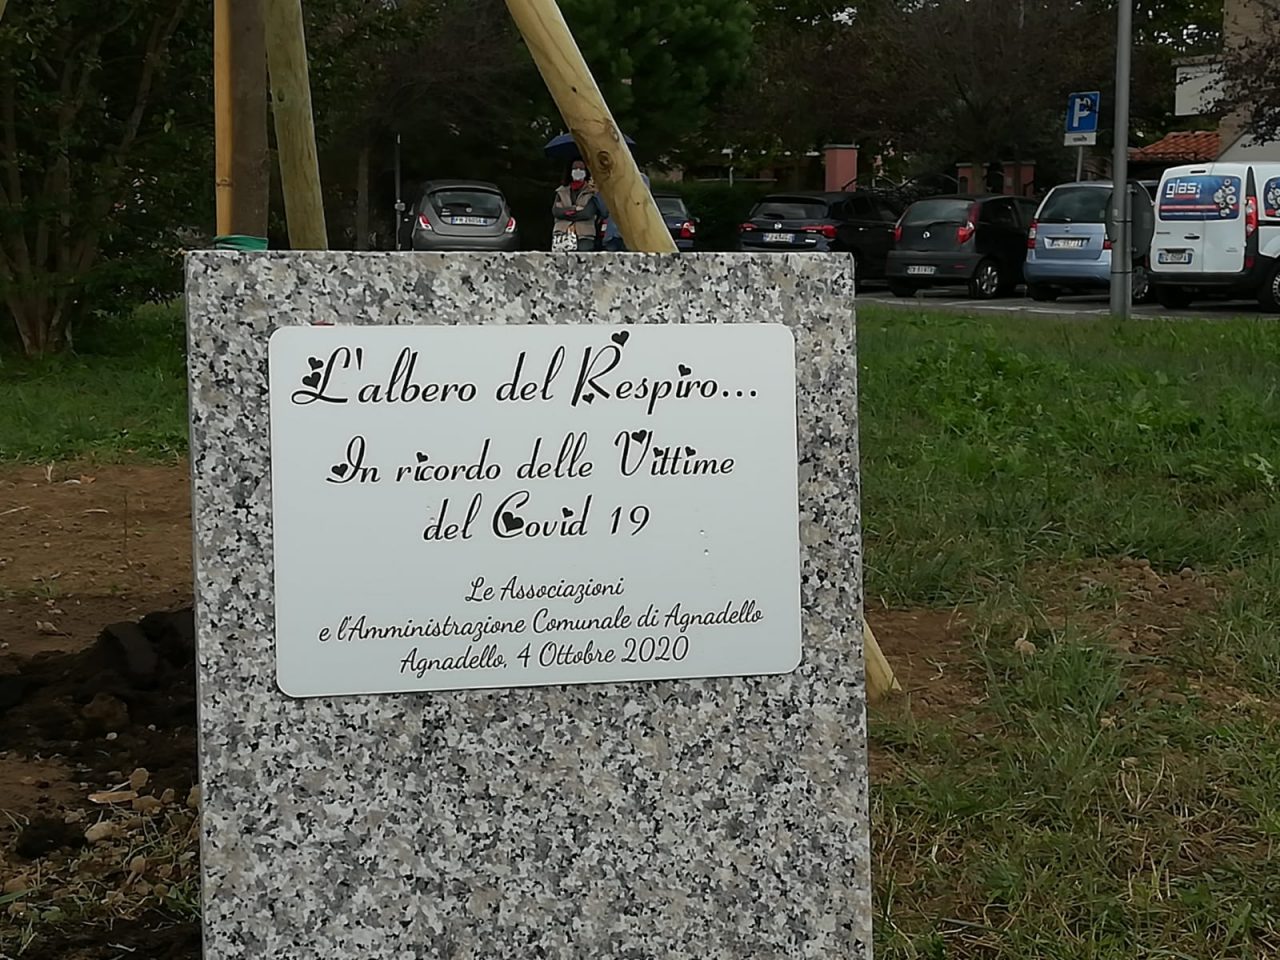 L'albero del Respiro...
In ricordo delle Vittime
del Covid 19
Le Associazioni
e l'Amministrazione Comunale di Agnadello
Agnadello, 4 Ottobre 2020
P
glas